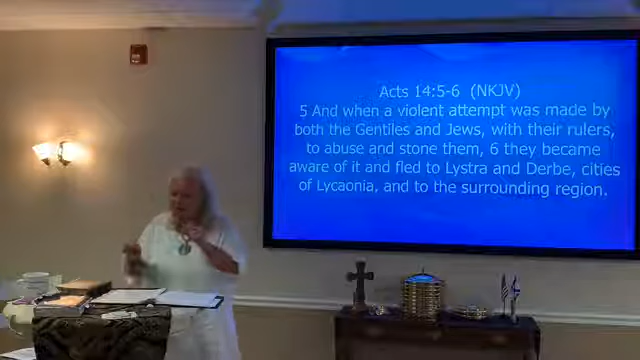 Acts 14:5-6 (NKJV)
5 And when a violent attempt was made by
both the Gentiles and Jews, with their rulers,
to abuse and stone them, 6 they became
aware of it and fled to Lystra and Derbe, cities
of Lycaonia, and to the surrounding region.